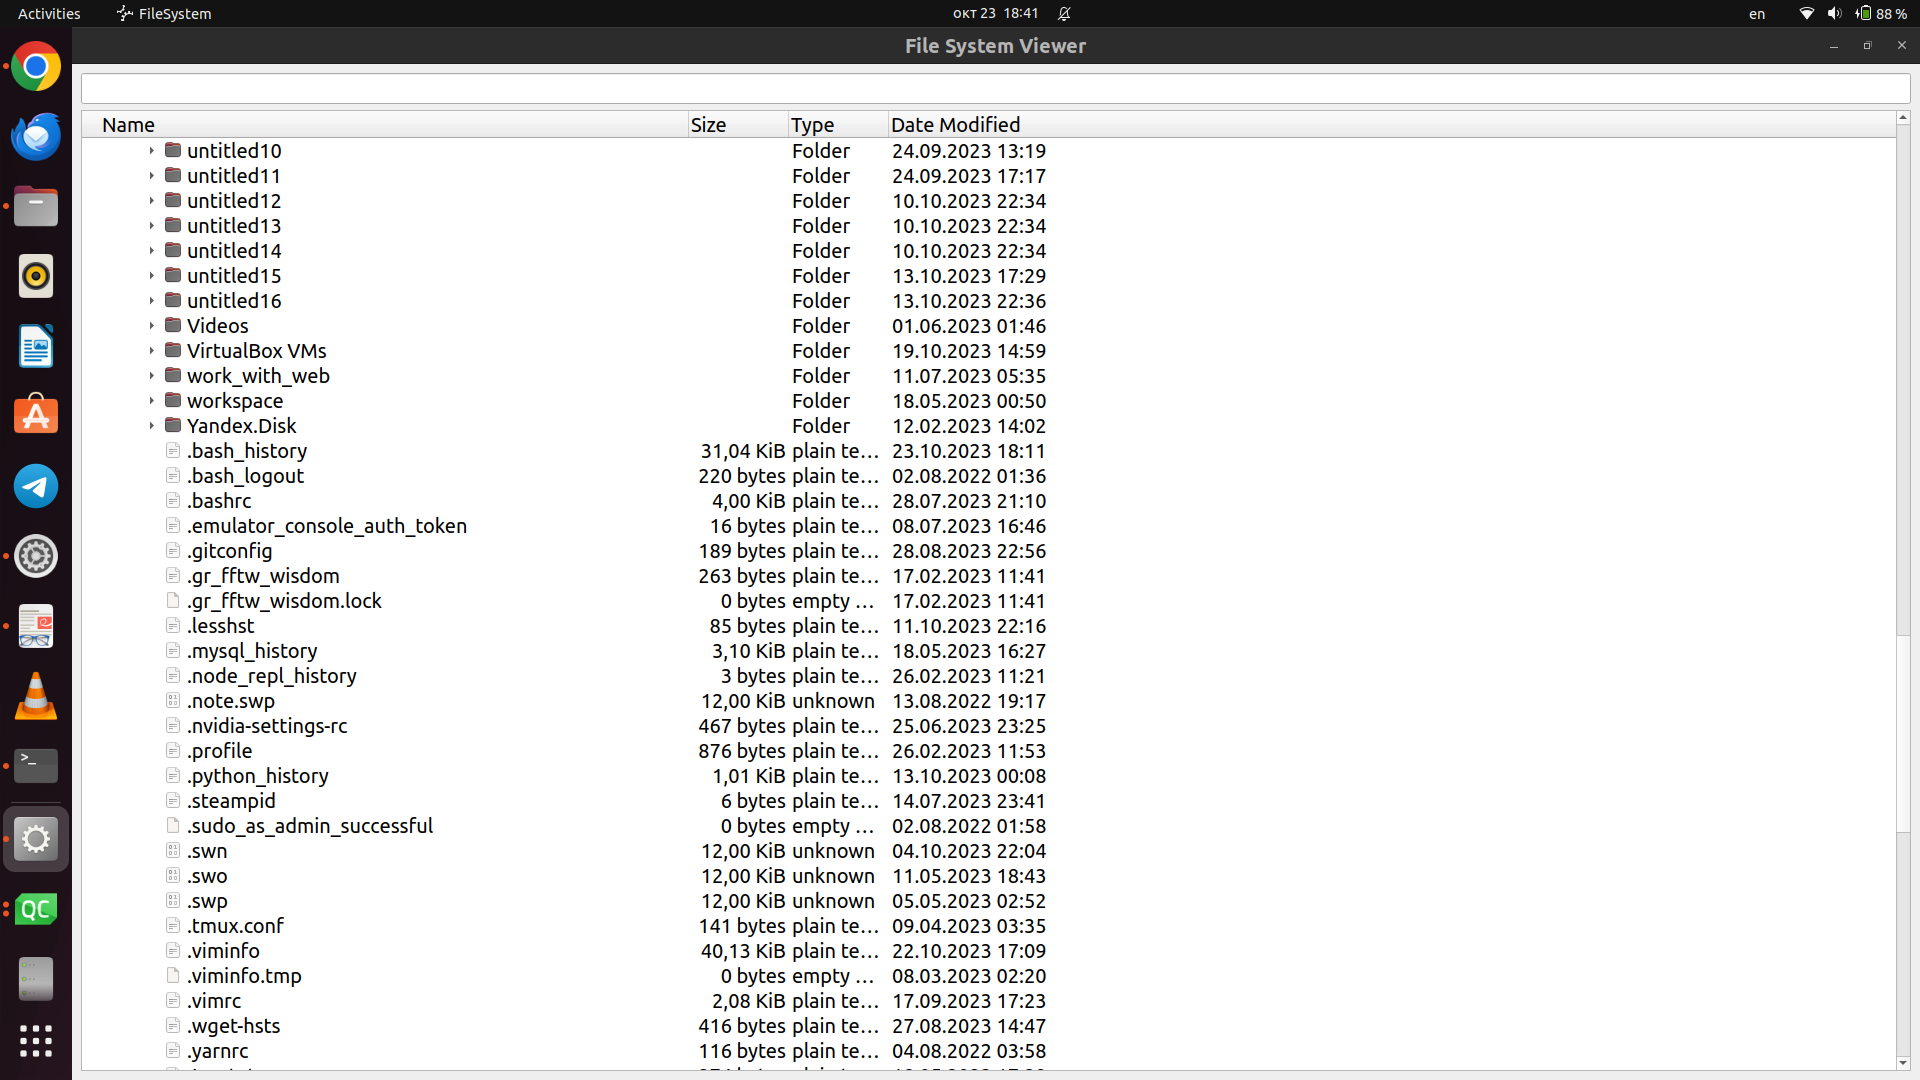 Activities FileSystem окт 23 18:41 en 88 %
File System Viewer
Name Size Type Date Modified
untitled10 Folder 24.09.2023 13:19
untitled11 Folder 24.09.2023 17:17
untitled12 Folder 10.10.2023 22:34
untitled13 Folder 10.10.2023 22:34
untitled14 Folder 10.10.2023 22:34
untitled15 Folder 13.10.2023 17:29
untitled16 Folder 13.10.2023 22:36
Videos Folder 01.06.2023 01:46
VirtualBox VMs Folder 19.10.2023 14:59
work_with_web Folder 11.07.2023 05:35
workspace Folder 18.05.2023 00:50
Yandex.Disk Folder 12.02.2023 14:02
.bash_history 31,04 KiB plain te... 23.10.2023 18:11
.bash_logout 220 bytes plain te... 02.08.2022 01:36
.bashrc 4,00 KiB plain te... 28.07.2023 21:10
.emulator_console_auth_token 16 bytes plain te... 08.07.2023 16:46
.gitconfig 189 bytes plain te... 28.08.2023 22:56
.gr_fftw_wisdom 263 bytes plain te... 17.02.2023 11:41
.gr_fftw_wisdom.lock 0 bytes empty ... 17.02.2023 11:41
.lesshst 85 bytes plain te... 11.10.2023 22:16
.mysql_history 3,10 KiB plain te... 18.05.2023 16:27
.node_repl_history 3 bytes plain te... 26.02.2023 11:21
.note.swp 12,00 KiB unknown 13.08.2022 19:17
.nvidia-settings-rc 467 bytes plain te... 25.06.2023 23:25
.profile 876 bytes plain te... 26.02.2023 11:53
.python_history 1,01 KiB plain te... 13.10.2023 00:08
.steampid 6 bytes plain te... 14.07.2023 23:41
.sudo_as_admin_successful 0 bytes empty ... 02.08.2022 01:58
.swn 12,00 KiB unknown 04.10.2023 22:04
.swo 12,00 KiB unknown 11.05.2023 18:43
.swp 12,00 KiB unknown 05.05.2023 02:52
.tmux.conf 141 bytes plain te... 09.04.2023 03:35
.viminfo 40,13 KiB plain te... 22.10.2023 17:09
.viminfo.tmp 0 bytes empty ... 08.03.2023 02:20
.vimrc 2,08 KiB plain te... 17.09.2023 17:23
.wget-hsts 416 bytes plain te... 27.08.2023 14:47
.yarnrc 116 bytes plain te... 04.08.2022 03:58
QC